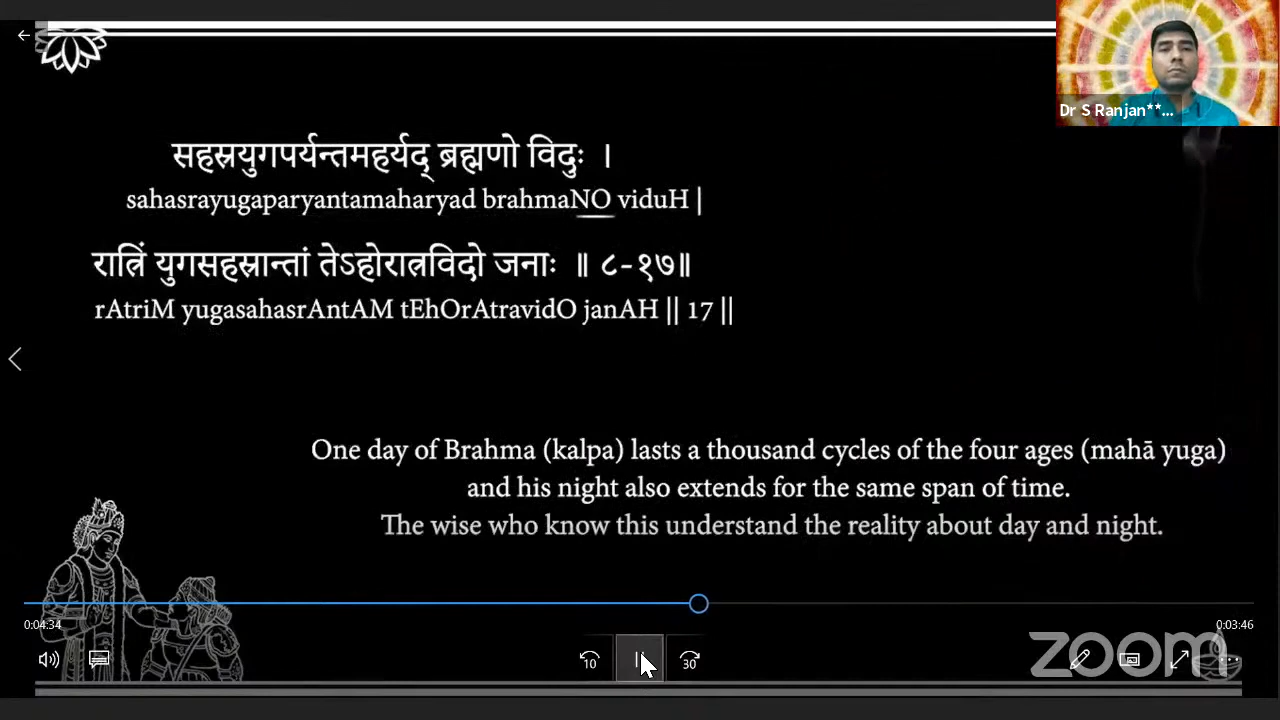 Dr S Ranjan**...
सहस्रयुगपर्यन्तमहर्यद् ब्रह्मणो विदुः ।
sahasrayugaparyantamaharyad brahmaNO viduH |
रात्रिं युगसहस्रान्तां तेऽहोरात्रविदो जनाः ॥ ८-१७॥
rAtriM yugasahasrAntAM tEhOrAtravidO janAH || 17 ||
One day of Brahma (kalpa) lasts a thousand cycles of the four ages (mahā yuga)
and his night also extends for the same span of time.
The wise who know this understand the reality about day and night.
0:04:34
0:03:46
10
30
zoom